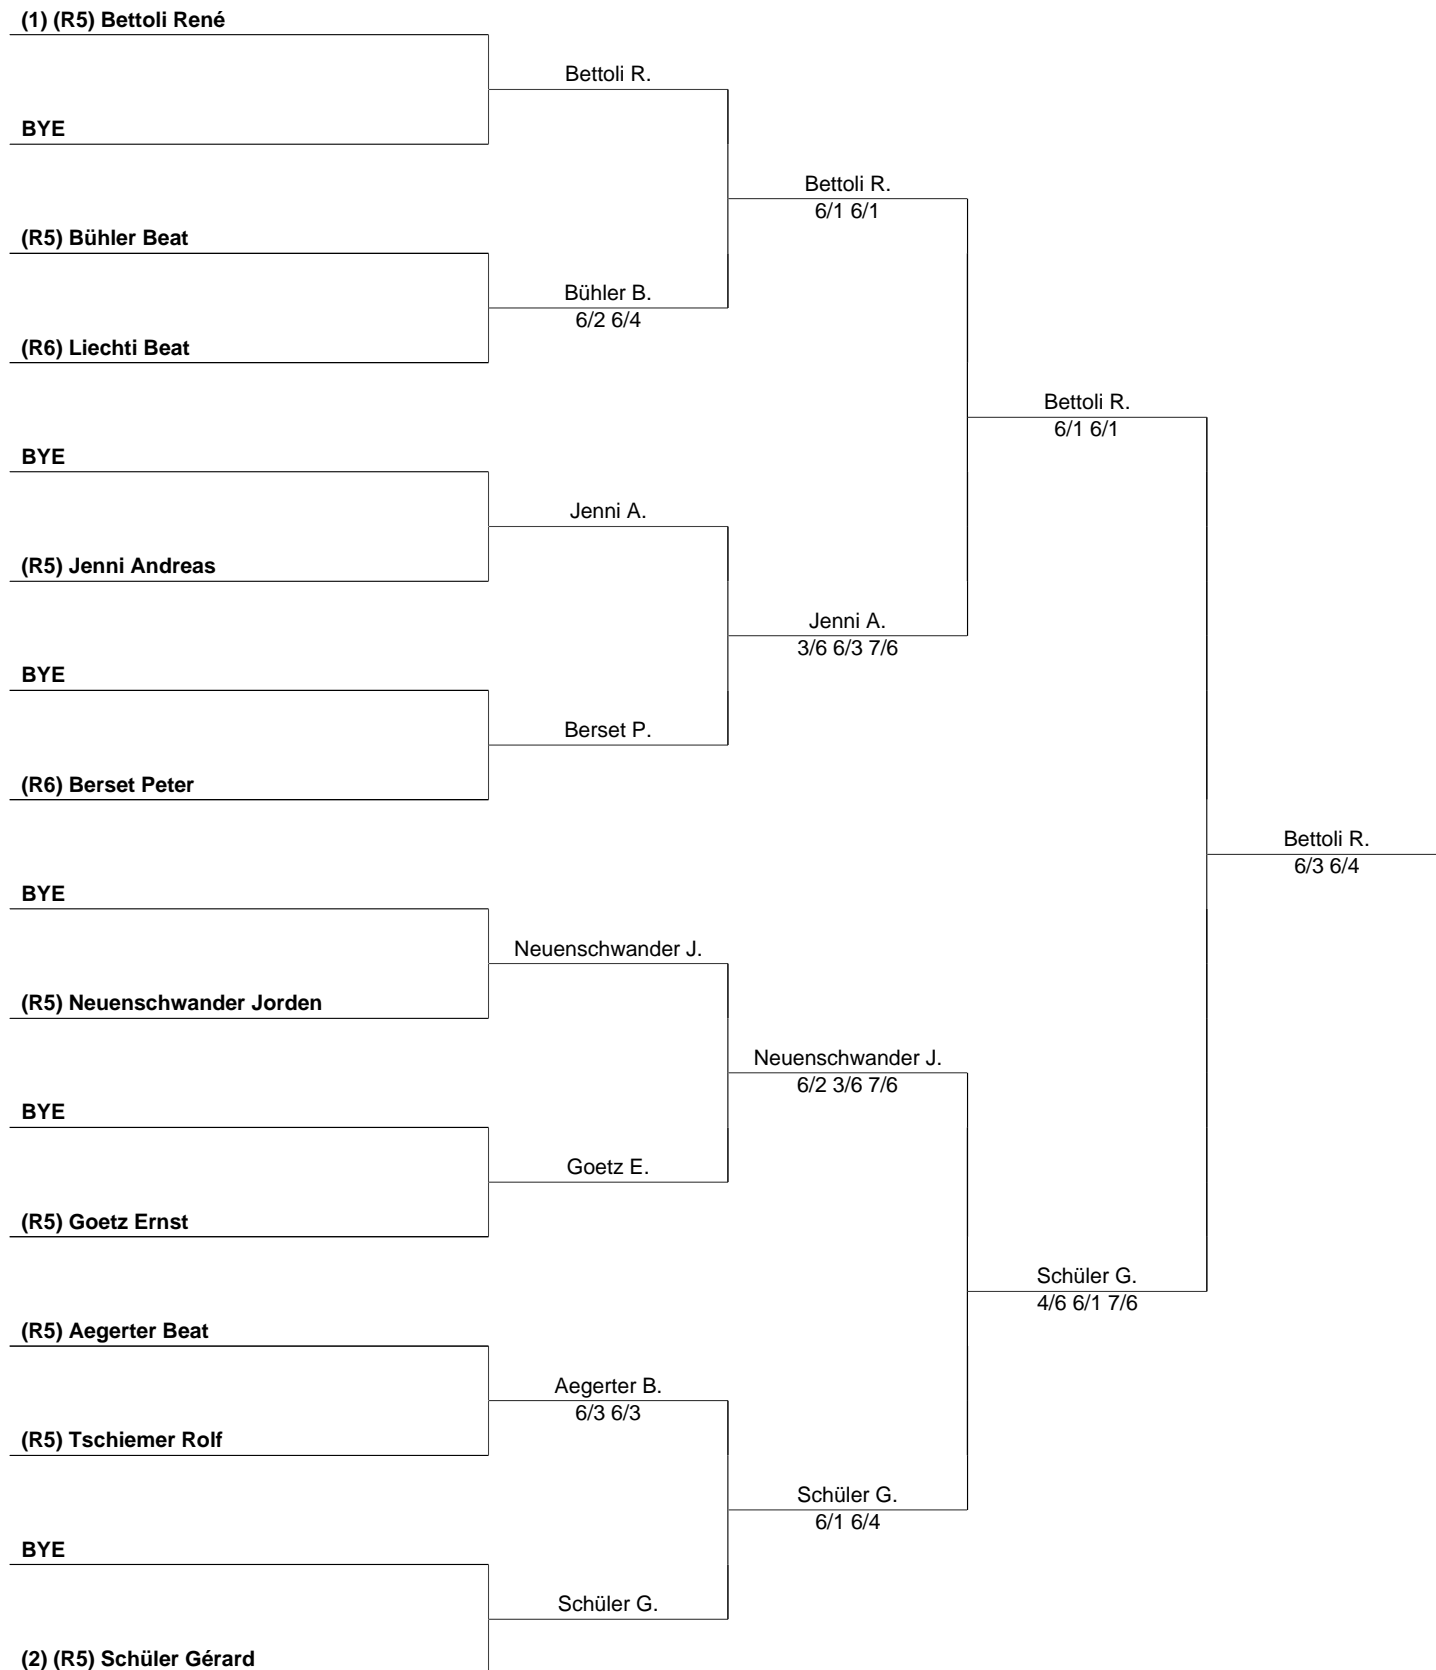 (1) (R5) Bettoli René
Bettoli R.
BYE
Bettoli R.
6/1 6/1
(R5) Bühler Beat
Bühler B.
6/2 6/4
(R6) Liechti Beat
Bettoli R.
6/1 6/1
BYE
Jenni A.
(R5) Jenni Andreas
Jenni A.
3/6 6/3 7/6
BYE
Berset P.
(R6) Berset Peter
Bettoli R.
6/3 6/4
BYE
Neuenschwander J.
(R5) Neuenschwander Jorden
Neuenschwander J.
6/2 3/6 7/6
BYE
Goetz E.
(R5) Goetz Ernst
Schüler G.
4/6 6/1 7/6
(R5) Aegerter Beat
Aegerter B.
6/3 6/3
(R5) Tschiemer Rolf
Schüler G.
6/1 6/4
BYE
Schüler G.
(2) (R5) Schüler Gérard